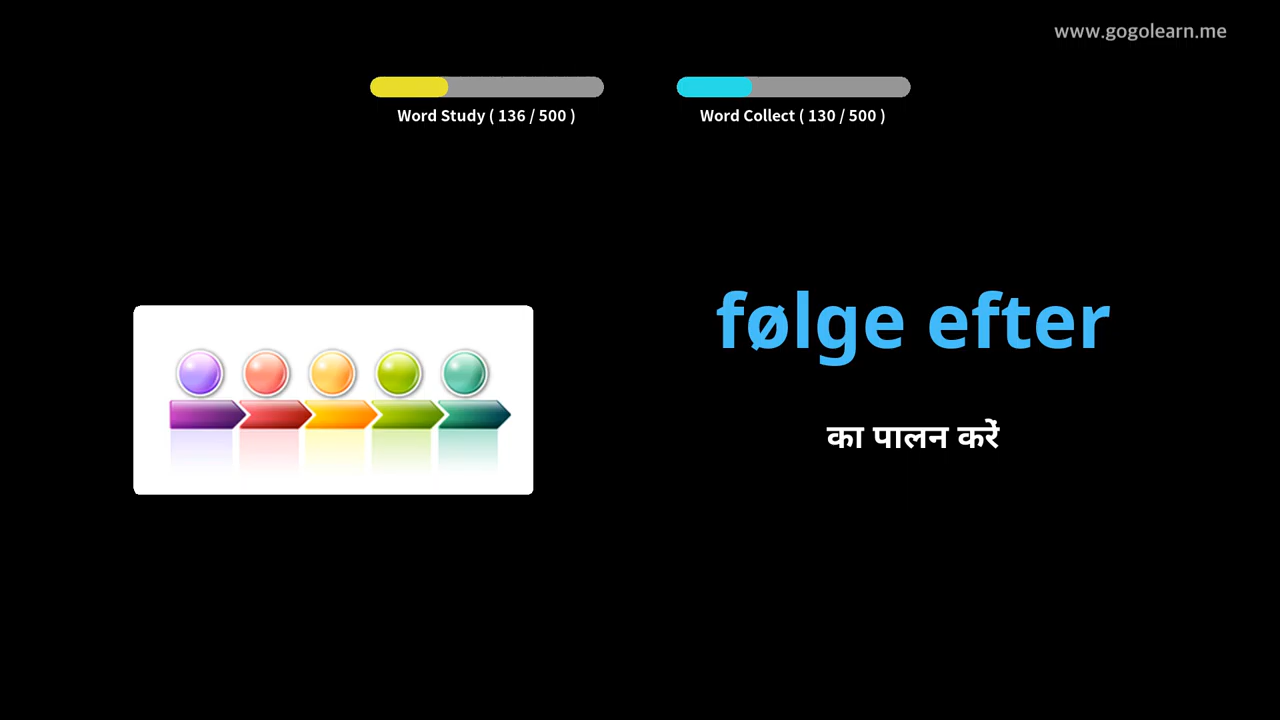 www.gogolearn.me
Word Study ( 136 / 500 )
Word Collect ( 130 / 500 )
følge efter
का पालन करें